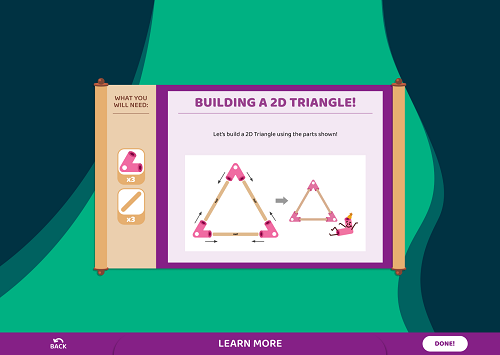 WHAT YOU
WILL NEED:
x3
x3
BUILDING A 2D TRIANGLE!
Let's build a 2D Triangle using the parts shown!
BACK
LEARN MORE
DONE!